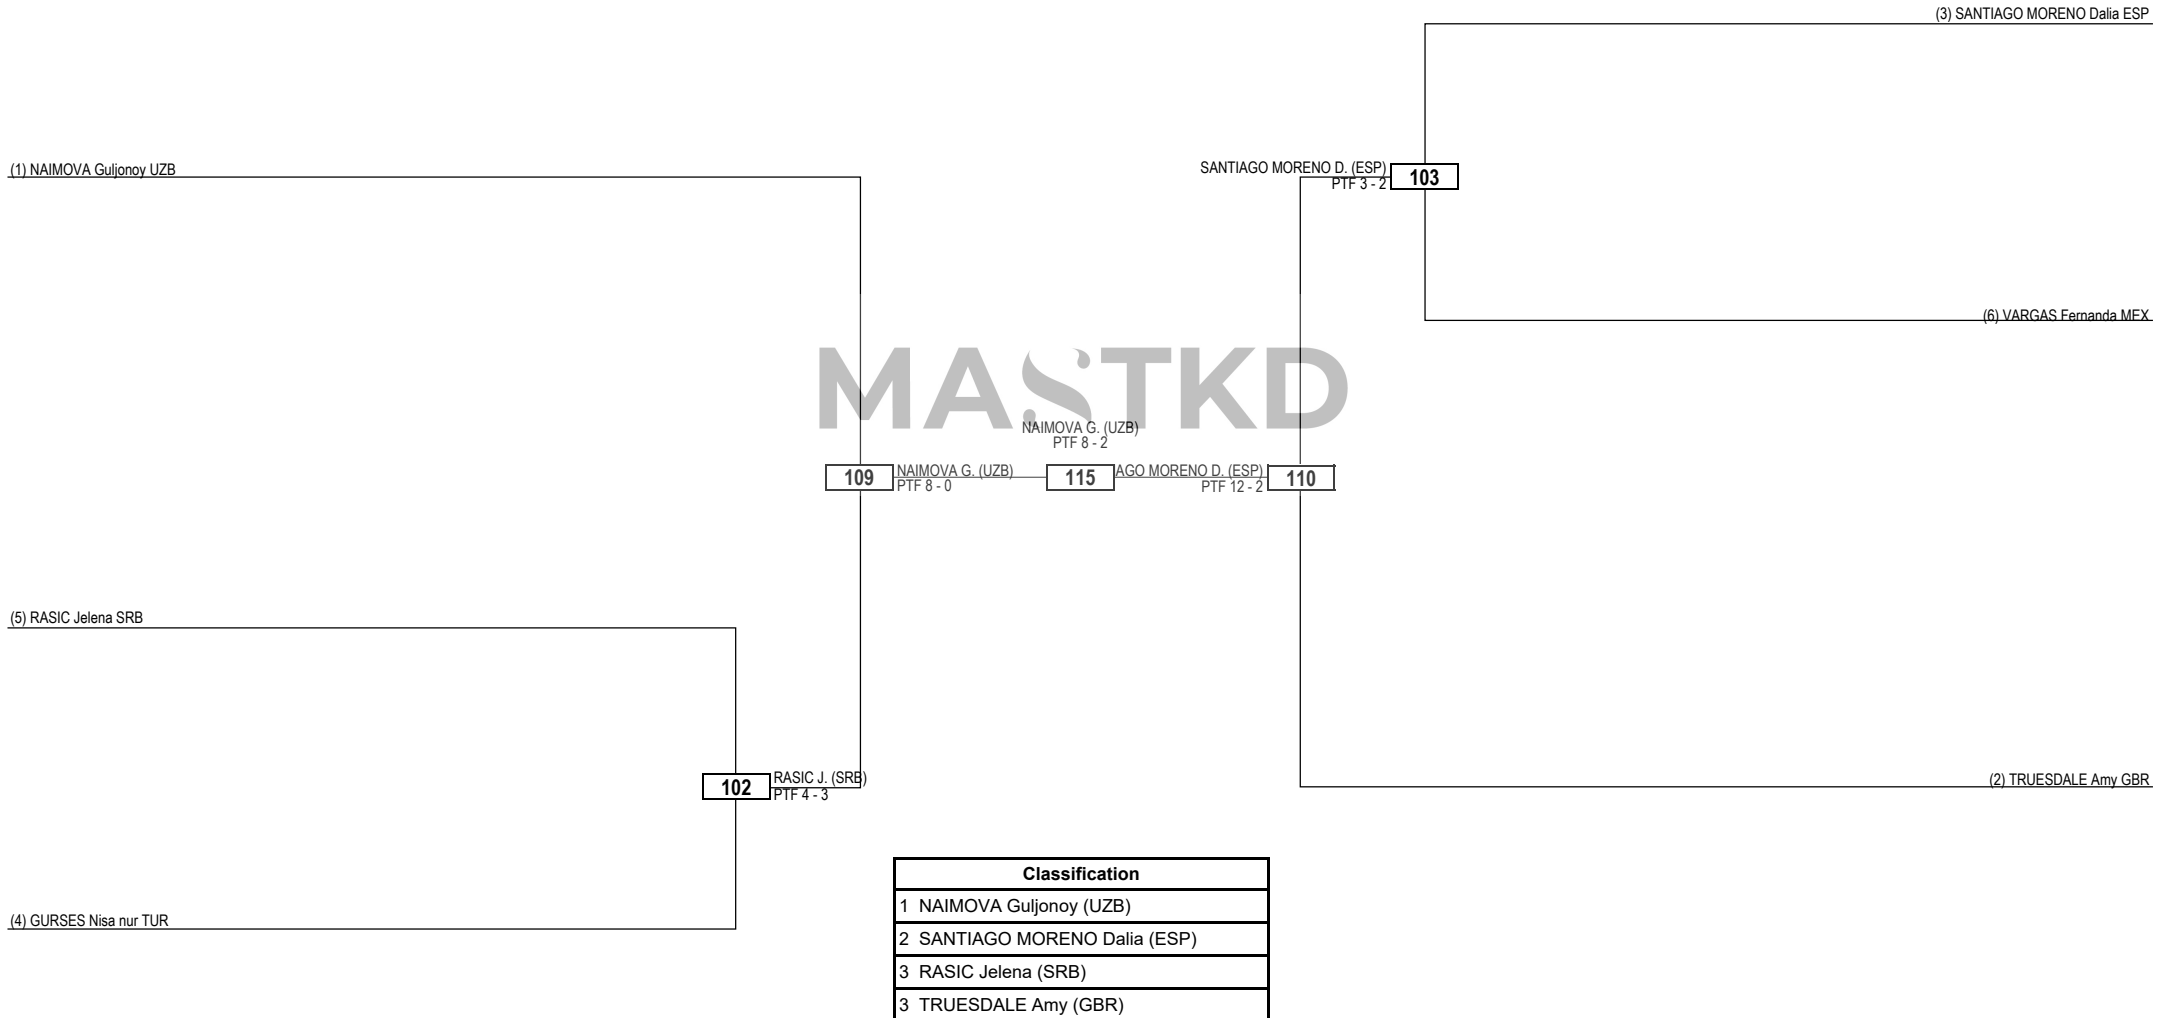 (3) SANTIAGO MORENO Dalia ESP
(1) NAIMOVA Guljonoy UZB
SANTIAGO MORENO D. (ESP)
PTF 3 - 2
103
(6) VARGAS Fernanda MEX
MASTKD
NAIMOVA G. (UZB)
PTF 8 - 2
109
NAIMOVA G. (UZB)
PTF 8 - 0
115
AGO MORENO D. (ESP)
PTF 12 - 2
110
(5) RASIC Jelena SRB
102
RASIC J. (SRB)
PTF 4 - 3
(2) TRUESDALE Amy GBR
(4) GURSES Nisa nur TUR
Classification
1 NAIMOVA Guljonoy (UZB)
2 SANTIAGO MORENO Dalia (ESP)
3 RASIC Jelena (SRB)
3 TRUESDALE Amy (GBR)